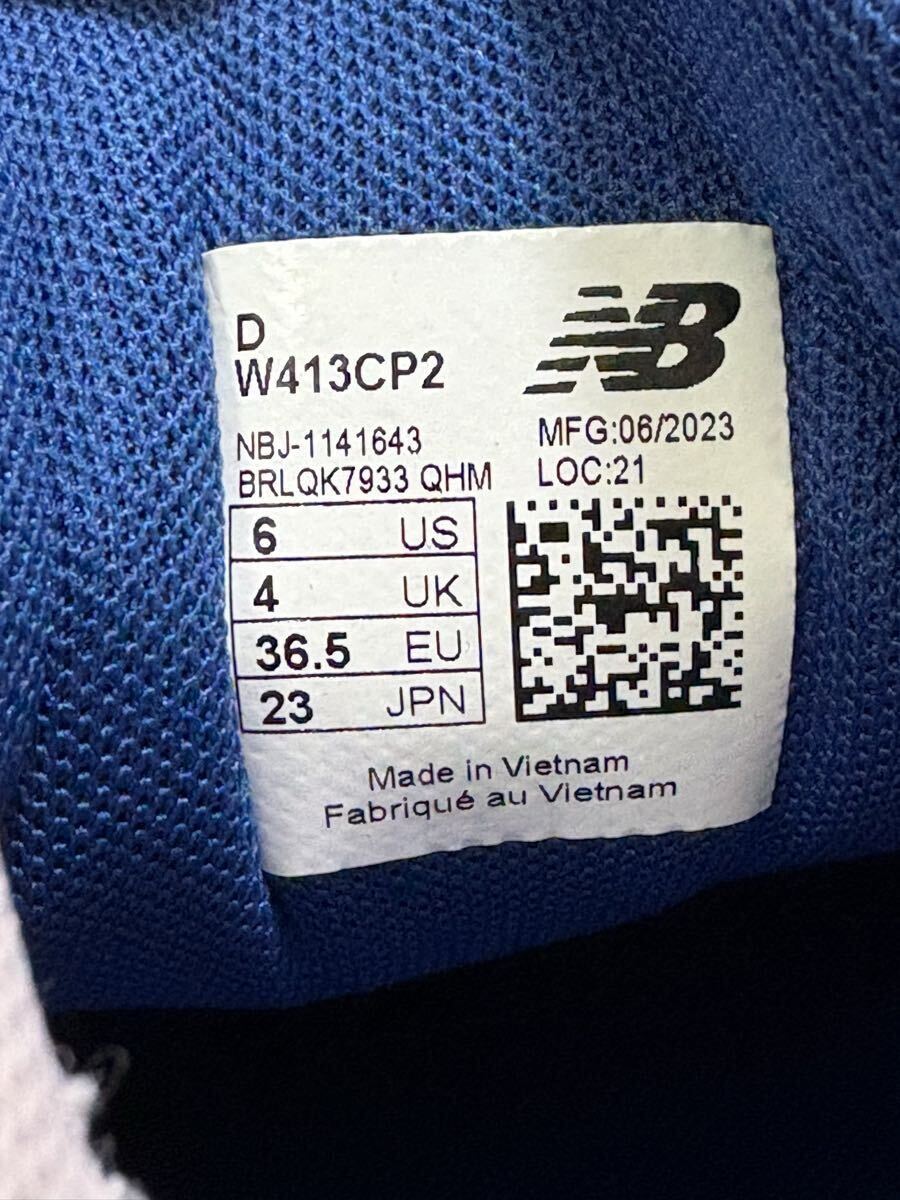 D
W413CP2
NB
NBJ-1141643
BRLQK7933 QHM
MFG:06/2023
LOC:21
6 US
4 UK
36.5 EU
23 JPN
Made in Vietnam
Fabriqué au Vietnam